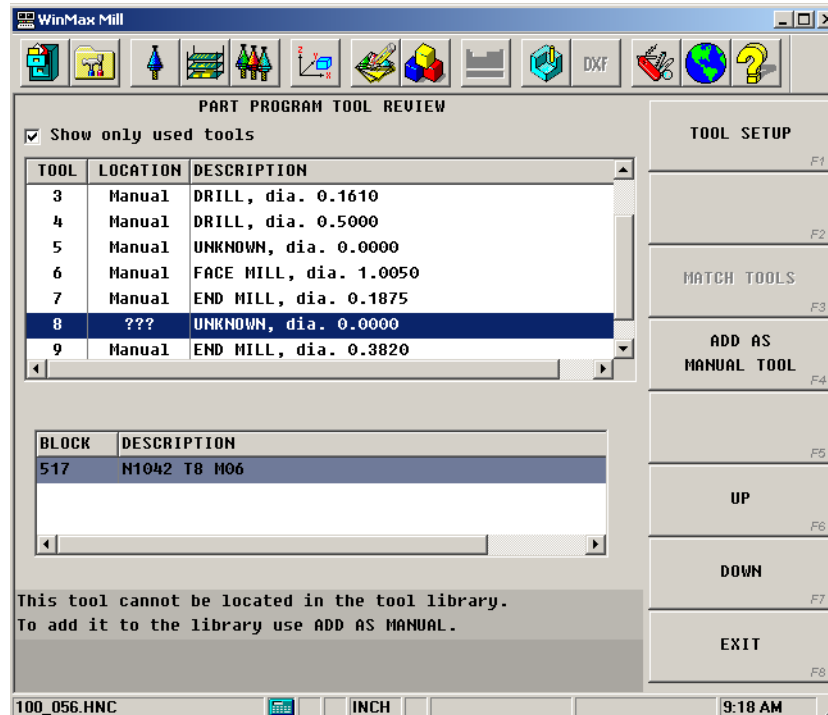 WinMax Mill
DXF
PART PROGRAM TOOL REVIEW
Show only used tools
TOOL LOCATION DESCRIPTION
3 Manual DRILL, dia. 0.1610
4 Manual DRILL, dia. 0.5000
5 Manual UNKNOWN, dia. 0.0000
6 Manual FACE MILL, dia. 1.0050
7 Manual END MILL, dia. 0.1875
8 ??? UNKNOWN, dia. 0.0000
9 Manual END MILL, dia. 0.3820
BLOCK DESCRIPTION
517 N1042 T8 M06
This tool cannot be located in the tool library.
To add it to the library use ADD AS MANUAL.
TOOL SETUP
F1
F2
MATCH TOOLS
F3
ADD AS
MANUAL TOOL
F4
F5
UP
F6
DOWN
F7
EXIT
F8
100_056.HNC INCH 9:18 AM